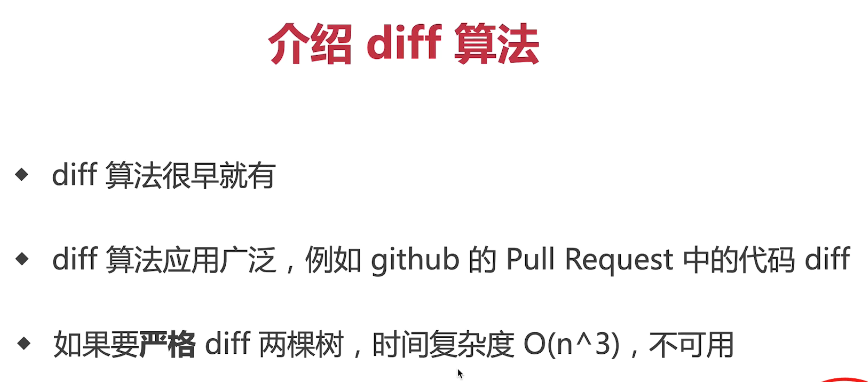 介绍 diff 算法
diff 算法很早就有
diff 算法应用广泛，例如 github 的 Pull Request 中的代码 diff
如果要严格 diff 两棵树，时间复杂度 O(n^3)，不可用